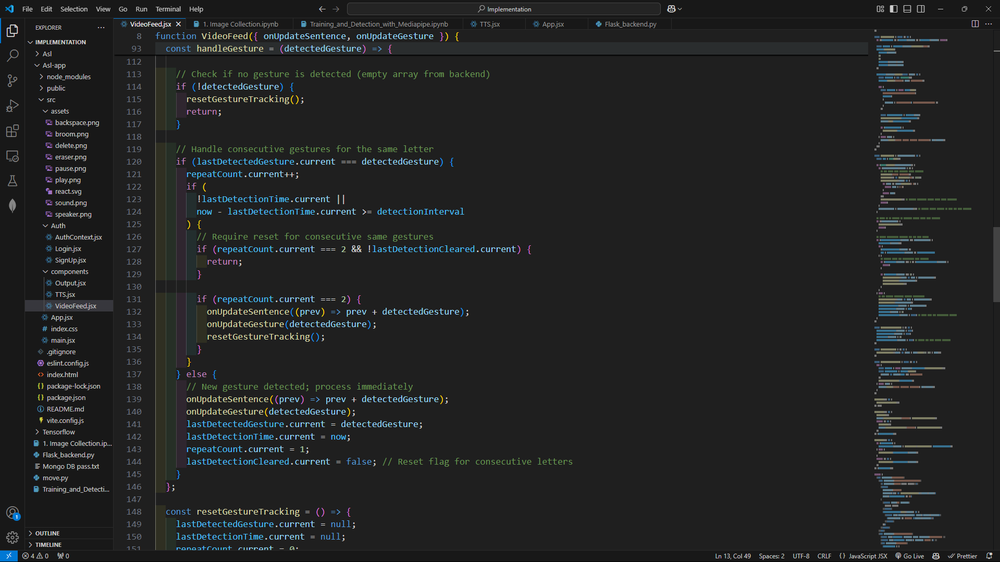 File Edit Selection View Go Run Terminal Help
Implementation
EXPLORER
VideoFeed.jsx
1. Image Collection.ipynb
Training_and_Detection_with_Mediapipe.ipynb
TTS.jsx
App.jsx
Flask_backend.py
IMPLEMENTATION
Asl
Asl-app
node_modules
public
src
assets
backspace.png
broom.png
delete.png
eraser.png
pause.png
play.png
react.svg
sound.png
speaker.png
Auth
AuthContext.jsx
Login.jsx
SignUp.jsx
components
Output.jsx
TTS.jsx
VideoFeed.jsx
App.jsx
index.css
main.jsx
.gitignore
eslint.config.js
index.html
package-lock.json
package.json
README.md
vite.config.js
Tensorflow
1. Image Collection.ip...
Flask_backend.py
Mongo DB pass.txt
move.py
Training_and_Detecti...
OUTLINE
TIMELINE
1
8 function VideoFeed({ onUpdateSentence, onUpdateGesture }) {
93 const handleGesture = (detectedGesture) => {
112
113 // Check if no gesture is detected (empty array from backend)
114 if (!detectedGesture) {
115 resetGestureTracking();
116 return;
117 }
118
119 // Handle consecutive gestures for the same letter
120 if (lastDetectedGesture.current === detectedGesture) {
121 repeatCount.current++;
122 if (
123 !lastDetectionTime.current ||
124 now - lastDetectionTime.current >= detectionInterval
125 ) {
126 // Require reset for consecutive same gestures
127 if (repeatCount.current === 2 && !lastDetectionCleared.current) {
128 return;
129 }
130
131 if (repeatCount.current === 2) {
132 onUpdateSentence((prev) => prev + detectedGesture);
133 onUpdateGesture(detectedGesture);
134 resetGestureTracking();
135 }
136 }
137 } else {
138 // New gesture detected; process immediately
139 onUpdateSentence((prev) => prev + detectedGesture);
140 onUpdateGesture(detectedGesture);
141 lastDetectedGesture.current = detectedGesture;
142 lastDetectionTime.current = now;
143 repeatCount.current = 1;
144 lastDetectionCleared.current = false; // Reset flag for consecutive letters
145 }
146 };
147
148 const resetGestureTracking = () => {
149 lastDetectedGesture.current = null;
150 lastDetectionTime.current = null;
151 repeatCount.current = 0;
4 0 0
Ln 13, Col 49 Spaces: 2 UTF-8 CRLF {} JavaScript JSX Go Live Prettier